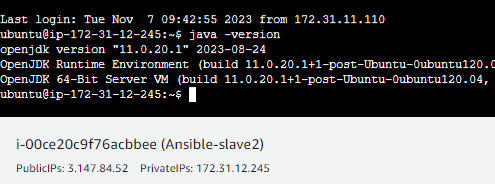 Last login: Tue Nov  7 09:42:55 2023 from 172.31.11.110
ubuntu@ip-172-31-12-245:~$ java -version
openjdk version "11.0.20.1" 2023-08-24
OpenJDK Runtime Environment (build 11.0.20.1+1-post-Ubuntu-0ubuntu120.0
OpenJDK 64-Bit Server VM (build 11.0.20.1+1-post-Ubuntu-0ubuntu120.04,
ubuntu@ip-172-31-12-245:~$
i-00ce20c9f76acbbee (Ansible-slave2)
PublicIPs: 3.147.84.52 PrivateIPs: 172.31.12.245